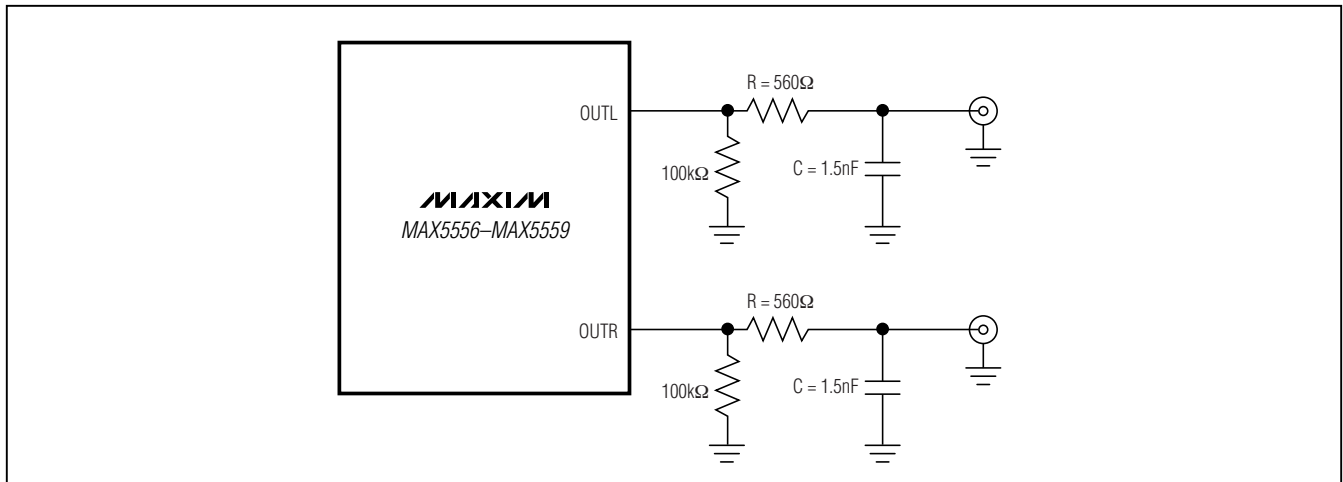 R = 560Ω
OUTL
100kΩ
C = 1.5nF
MAXIM
MAX5556–MAX5559
R = 560Ω
OUTR
100kΩ
C = 1.5nF